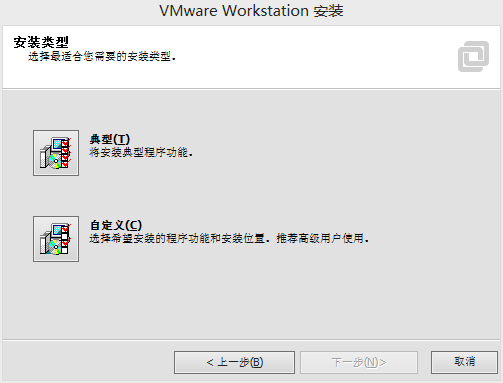 VMware Workstation 安装
安装类型
选择最适合您需要的安装类型。
典型(T)
将安装典型程序功能。
自定义(C)
选择希望安装的程序功能和安装位置。推荐高级用户使用。
< 上一步(B)
下一步(N)>
取消